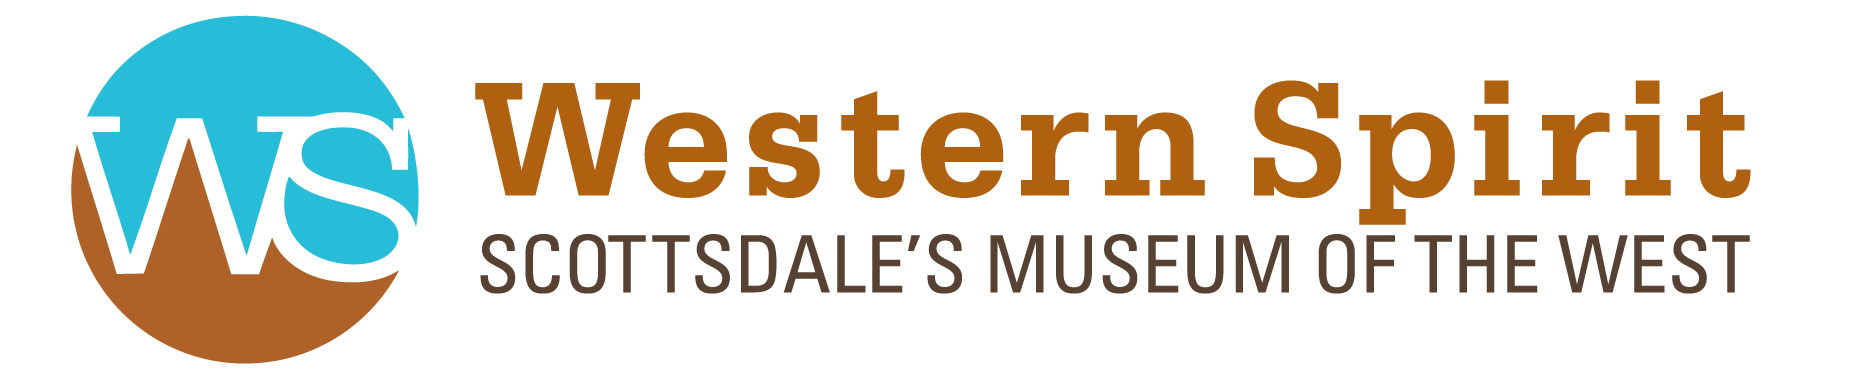 WS
Western Spirit
SCOTTSDALE’S MUSEUM OF THE WEST